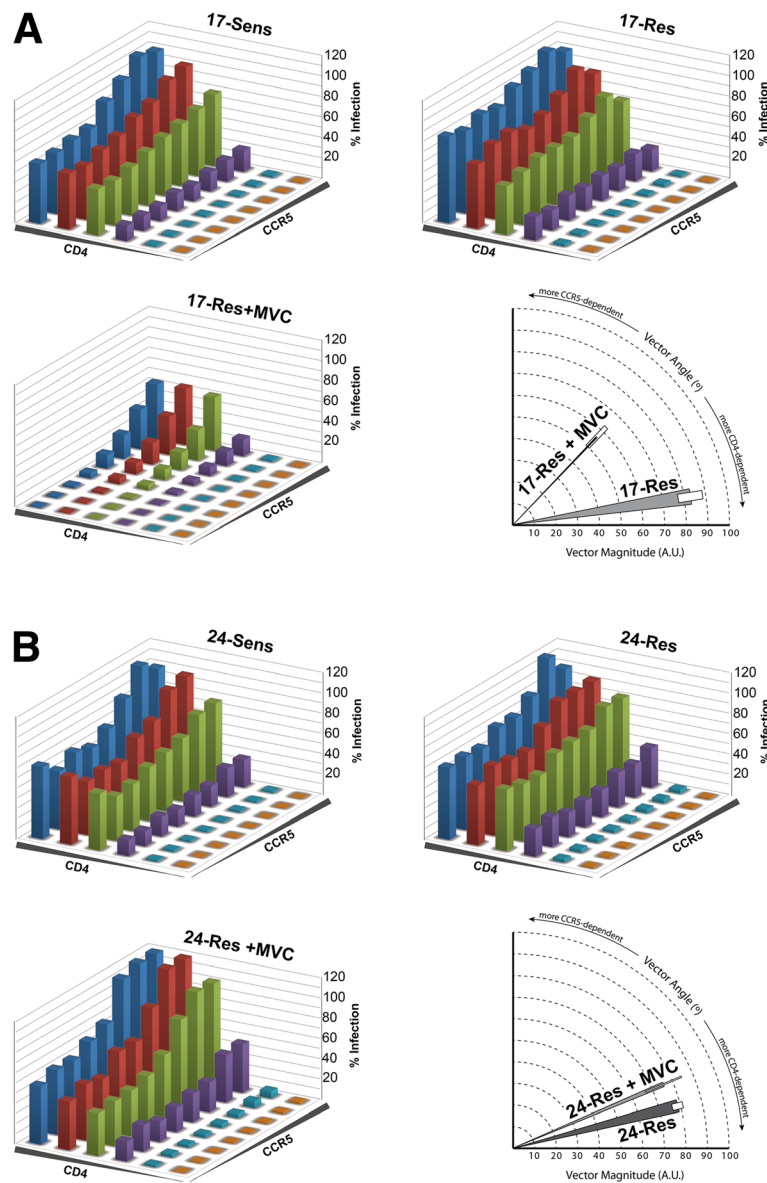 A
17-Sens
120
100
80
60
40
20
% Infection
CD4
CCR5
17-Res
120
100
80
60
40
20
% Infection
CD4
CCR5
17-Res+MVC
120
100
80
60
40
20
% Infection
CD4
CCR5
more CCR5-dependent
Vector Angle (º)
more CD4-dependent
17-Res + MVC
17-Res
10 20 30 40 50 60 70 80 90 100
Vector Magnitude (A.U.)
B
24-Sens
120
100
80
60
40
20
% Infection
CD4
CCR5
24-Res
120
100
80
60
40
20
% Infection
CD4
CCR5
24-Res +MVC
120
100
80
60
40
20
% Infection
CD4
CCR5
more CCR5-dependent
Vector Angle (º)
more CD4-dependent
24-Res + MVC
24-Res
10 20 30 40 50 60 70 80 90 100
Vector Magnitude (A.U.)